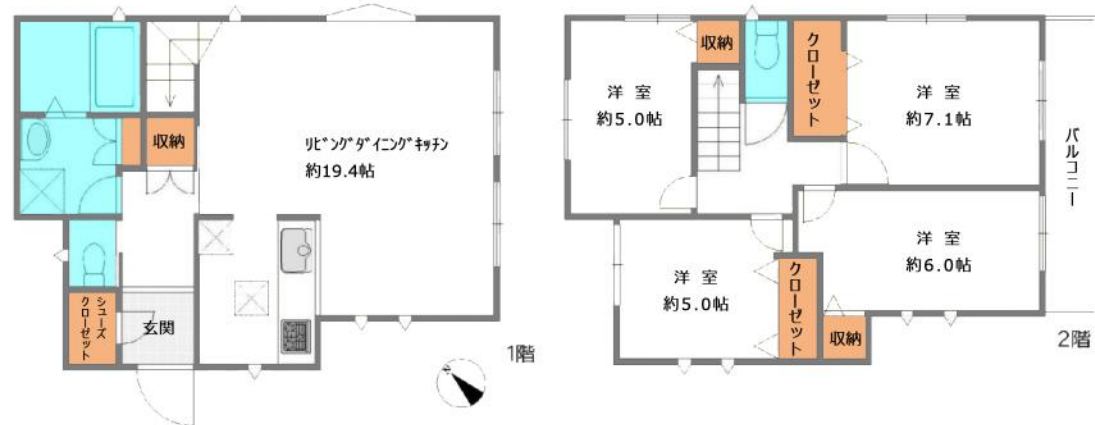 収納
リビングダイニングキッチン
約19.4帖
シューズ
クローゼット
玄関
1階
N
洋 室
約5.0帖
収納
クローゼット
洋 室
約7.1帖
バルコニー
洋 室
約6.0帖
洋 室
約5.0帖
クローゼット
収納
2階